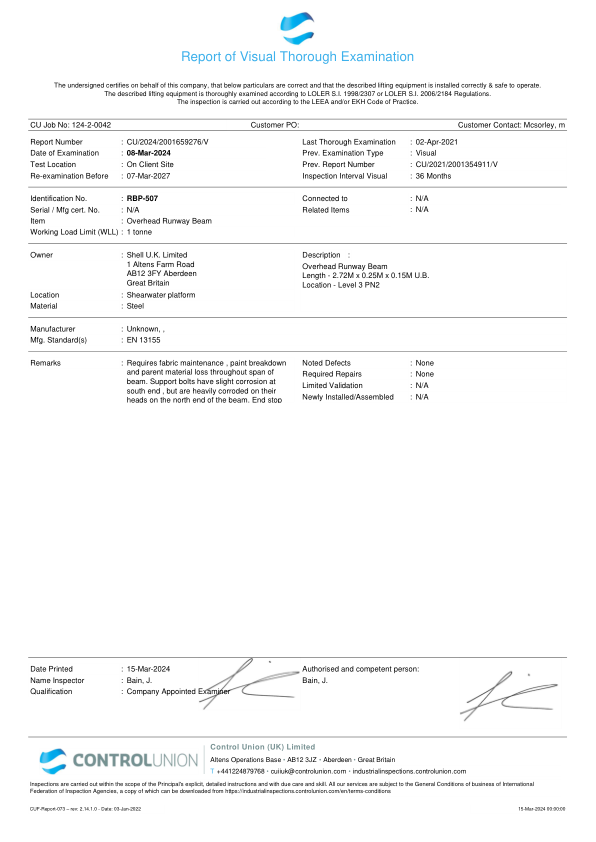 Report of Visual Thorough Examination
The undersigned certifies on behalf of this company, that below particulars are correct and that the described lifting equipment is installed correctly & safe to operate.
The described lifting equipment is thoroughly examined according to LOLER S.I. 1998/2307 or LOLER S.I. 2006/2184 Regulations.
The inspection is carried out according to the LEEA and/or EKH Code of Practice.
CU Job No: 124-2-0042 Customer PO: Customer Contact: Mcsorley, m
Report Number : CU/2024/2001659276/V Last Thorough Examination : 02-Apr-2021
Date of Examination : 08-Mar-2024 Prev. Examination Type : Visual
Test Location : On Client Site Prev. Report Number : CU/2021/2001354911/V
Re-examination Before : 07-Mar-2027 Inspection Interval Visual : 36 Months
Identification No. : RBP-507 Connected to : N/A
Serial / Mfg cert. No. : N/A Related Items : N/A
Item : Overhead Runway Beam
Working Load Limit (WLL) : 1 tonne
Owner : Shell U.K. Limited Description :
1 Altens Farm Road Overhead Runway Beam
AB12 3FY Aberdeen Length - 2.72M x 0.25M x 0.15M U.B.
Great Britain Location - Level 3 PN2
Location : Shearwater platform
Material : Steel
Manufacturer : Unknown, ,
Mfg. Standard(s) : EN 13155
Remarks : Requires fabric maintenance , paint breakdown Noted Defects : None
and parent material loss throughout span of Required Repairs : None
beam. Support bolts have slight corrosion at Limited Validation : N/A
south end , but are heavily corroded on their Newly Installed/Assembled : N/A
heads on the north end of the beam. End stop
Date Printed : 15-Mar-2024 Authorised and competent person:
Name Inspector : Bain, J. Bain, J.
Qualification : Company Appointed Examiner
CONTROLUNION
Control Union (UK) Limited
Altens Operations Base · AB12 3JZ · Aberdeen · Great Britain
T +441224879768 · cuiiuk@controlunion.com · industrialinspections.controlunion.com
Inspections are carried out within the scope of the Principal's explicit, detailed instructions and with due care and skill. All our services are subject to the General Conditions of business of International
Federation of Inspection Agencies, a copy of which can be downloaded from https://industrialinspections.controlunion.com/en/terms-conditions
CUF-Report-073 – rev: 2.14.1.0 - Data: 03-Jun-2022 15-Mar-2024 00:00:00